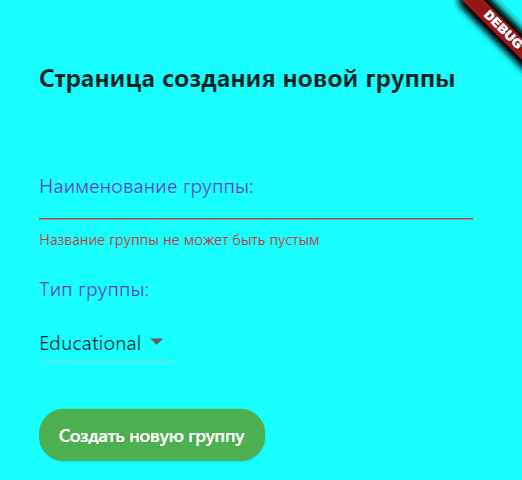 DEBUG
Страница создания новой группы
Наименование группы:
Название группы не может быть пустым
Тип группы:
Educational
Создать новую группу